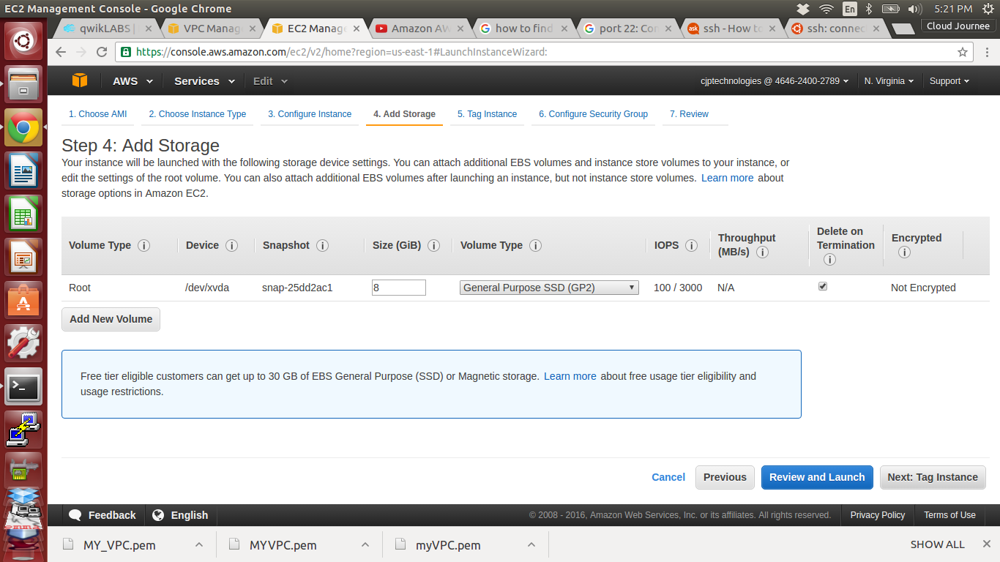 EC2 Management Console - Google Chrome
En
5:21 PM
qwikLABS |
VPC Manag
EC2 Manag
Amazon AW
how to find
port 22: Con
ask
ssh - How to
ssh: connec
Cloud Journee
https://console.aws.amazon.com/ec2/v2/home?region=us-east-1#LaunchInstanceWizard:
AWS
Services
Edit
cjptechnologies @ 4646-2400-2789
N. Virginia
Support
1. Choose AMI
2. Choose Instance Type
3. Configure Instance
4. Add Storage
5. Tag Instance
6. Configure Security Group
7. Review
Step 4: Add Storage
Your instance will be launched with the following storage device settings. You can attach additional EBS volumes and instance store volumes to your instance, or
edit the settings of the root volume. You can also attach additional EBS volumes after launching an instance, but not instance store volumes. Learn more about
storage options in Amazon EC2.
Volume Type i
Device i
Snapshot i
Size (GiB) i
Volume Type i
IOPS i
Throughput
(MB/s) i
Delete on
Termination
i
Encrypted
i
Root
/dev/xvda
snap-25dd2ac1
8
General Purpose SSD (GP2)
100 / 3000
N/A
Not Encrypted
Add New Volume
Free tier eligible customers can get up to 30 GB of EBS General Purpose (SSD) or Magnetic storage. Learn more about free usage tier eligibility and
usage restrictions.
Cancel
Previous
Review and Launch
Next: Tag Instance
Feedback
English
© 2008 - 2016, Amazon Web Services, Inc. or its affiliates. All rights reserved.
Privacy Policy
Terms of Use
MY_VPC.pem
MYVPC.pem
myVPC.pem
SHOW ALL